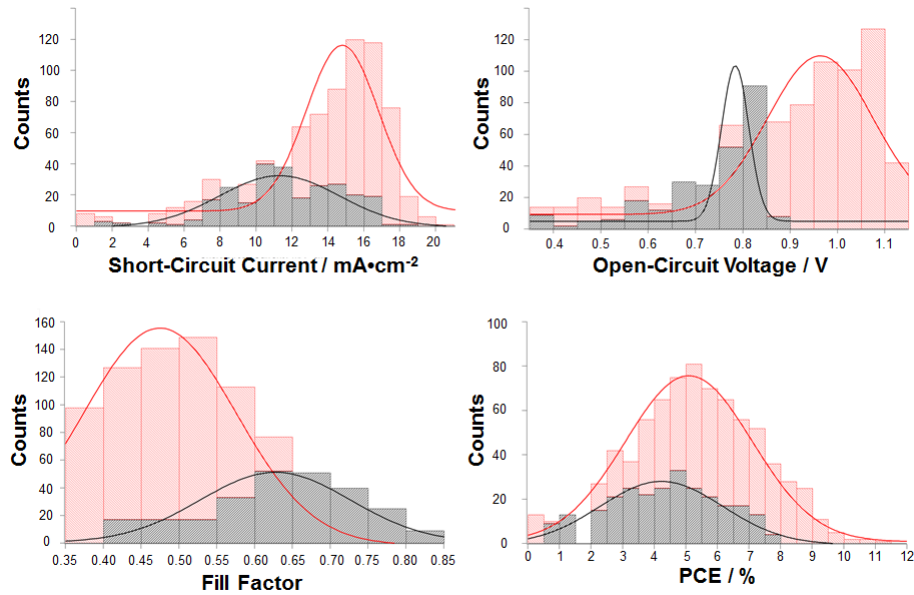 120
100
80
60
40
20
0
Counts
0 2 4 6 8 10 12 14 16 18 20
Short-Circuit Current / mA•cm-2
120
100
80
60
40
20
0
Counts
0.4 0.5 0.6 0.7 0.8 0.9 1.0 1.1
Open-Circuit Voltage / V
160
140
120
100
80
60
40
20
0
Counts
0.35 0.40 0.45 0.50 0.55 0.60 0.65 0.70 0.75 0.80 0.85
Fill Factor
100
80
60
40
20
0
Counts
0 1 2 3 4 5 6 7 8 9 10 11 12
PCE / %